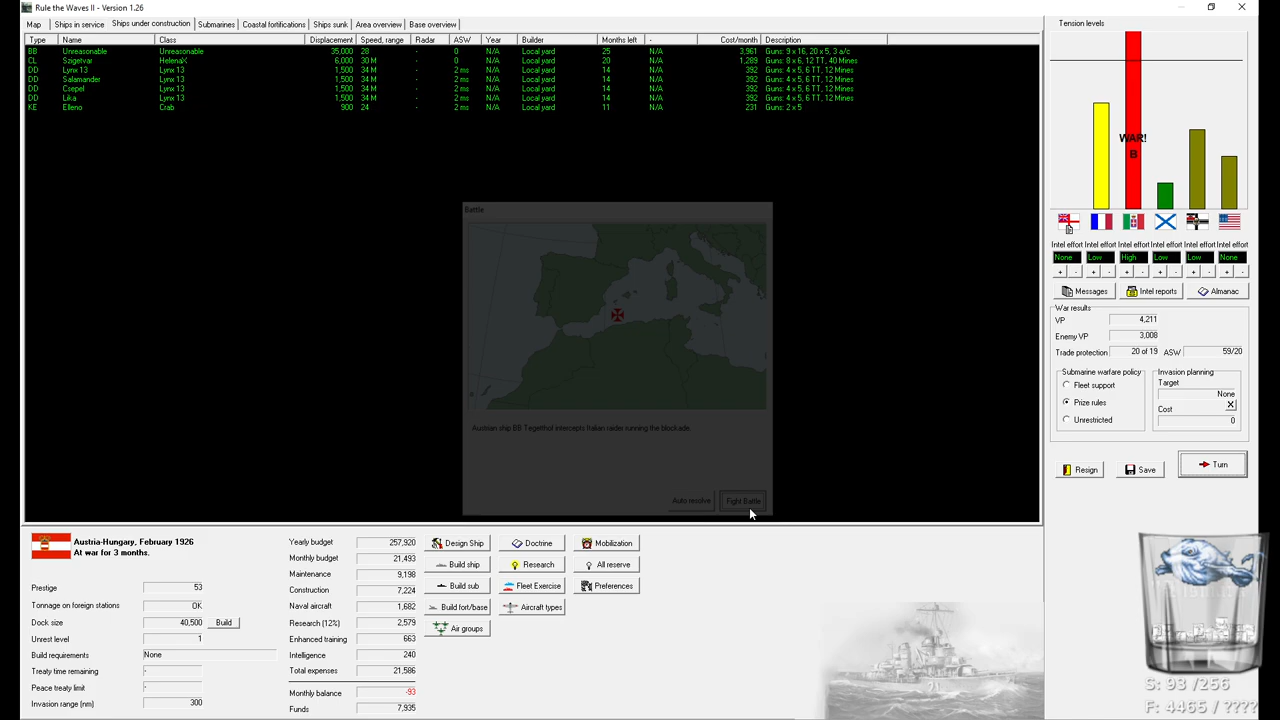 Rule the Waves II - Version 1.26
Map Ships in service Ships under construction Submarines Coastal fortifications Ships sunk Area overview Base overview
Type Name Class Displacement Speed, range Radar ASW Year Builder Months left - Cost/month Description
BB Unreasonable Unreasonable 35,000 28 - 0 N/A Local yard 25 N/A 3,961 Guns: 9 x 16, 20 x 5, 3 a/c
CL Szigetvar HelenaX 6,000 30 M - 0 N/A Local yard 20 N/A 1,289 Guns: 8 x 6, 12 TT, 40 Mines
DD Lynx 13 Lynx 13 1,500 34 M - 2 ms N/A Local yard 14 N/A 392 Guns: 4 x 5, 6 TT, 12 Mines
DD Salamander Lynx 13 1,500 34 M - 2 ms N/A Local yard 14 N/A 392 Guns: 4 x 5, 6 TT, 12 Mines
DD Csepel Lynx 13 1,500 34 M - 2 ms N/A Local yard 14 N/A 392 Guns: 4 x 5, 6 TT, 12 Mines
DD Lika Lynx 13 1,500 34 M - 2 ms N/A Local yard 14 N/A 392 Guns: 4 x 5, 6 TT, 12 Mines
KE Elleno Crab 900 24 - 2 ms N/A Local yard 11 N/A 231 Guns: 2 x 5
Battle
Austrian ship BB Tegetthof intercepts Italian raider running the blockade.
Auto resolve Fight Battle
Tension levels
WAR!
B
Intel effort Intel effort Intel effort Intel effort Intel effort Intel effort
None Low High Low Low None
+ - + - + - + - + - + -
Messages Intel reports Almanac
War results
VP 4,211
Enemy VP 3,008
Trade protection 20 of 19 ASW 59/20
Submarine warfare policy
Fleet support
Prize rules
Unrestricted
Invasion planning
Target
None
Cost X
0
Resign Save Turn
Austria-Hungary, February 1926
At war for 3 months.
Prestige 53
Tonnage on foreign stations OK
Dock size 40,500 Build
Unrest level 1
Build requirements None
Treaty time remaining -
Peace treaty limit -
Invasion range (nm) 300
Yearly budget 257,920
Monthly budget 21,493
Maintenance 9,198
Construction 7,224
Naval aircraft 1,682
Research (12%) 2,579
Enhanced training 663
Intelligence 240
Total expenses 21,586
Monthly balance -93
Funds 7,935
Design Ship Doctrine Mobilization
Build ship Research All reserve
Build sub Fleet Exercise Preferences
Build fort/base Aircraft types
Air groups
71
S: 93 /256
F: 4465 / ????